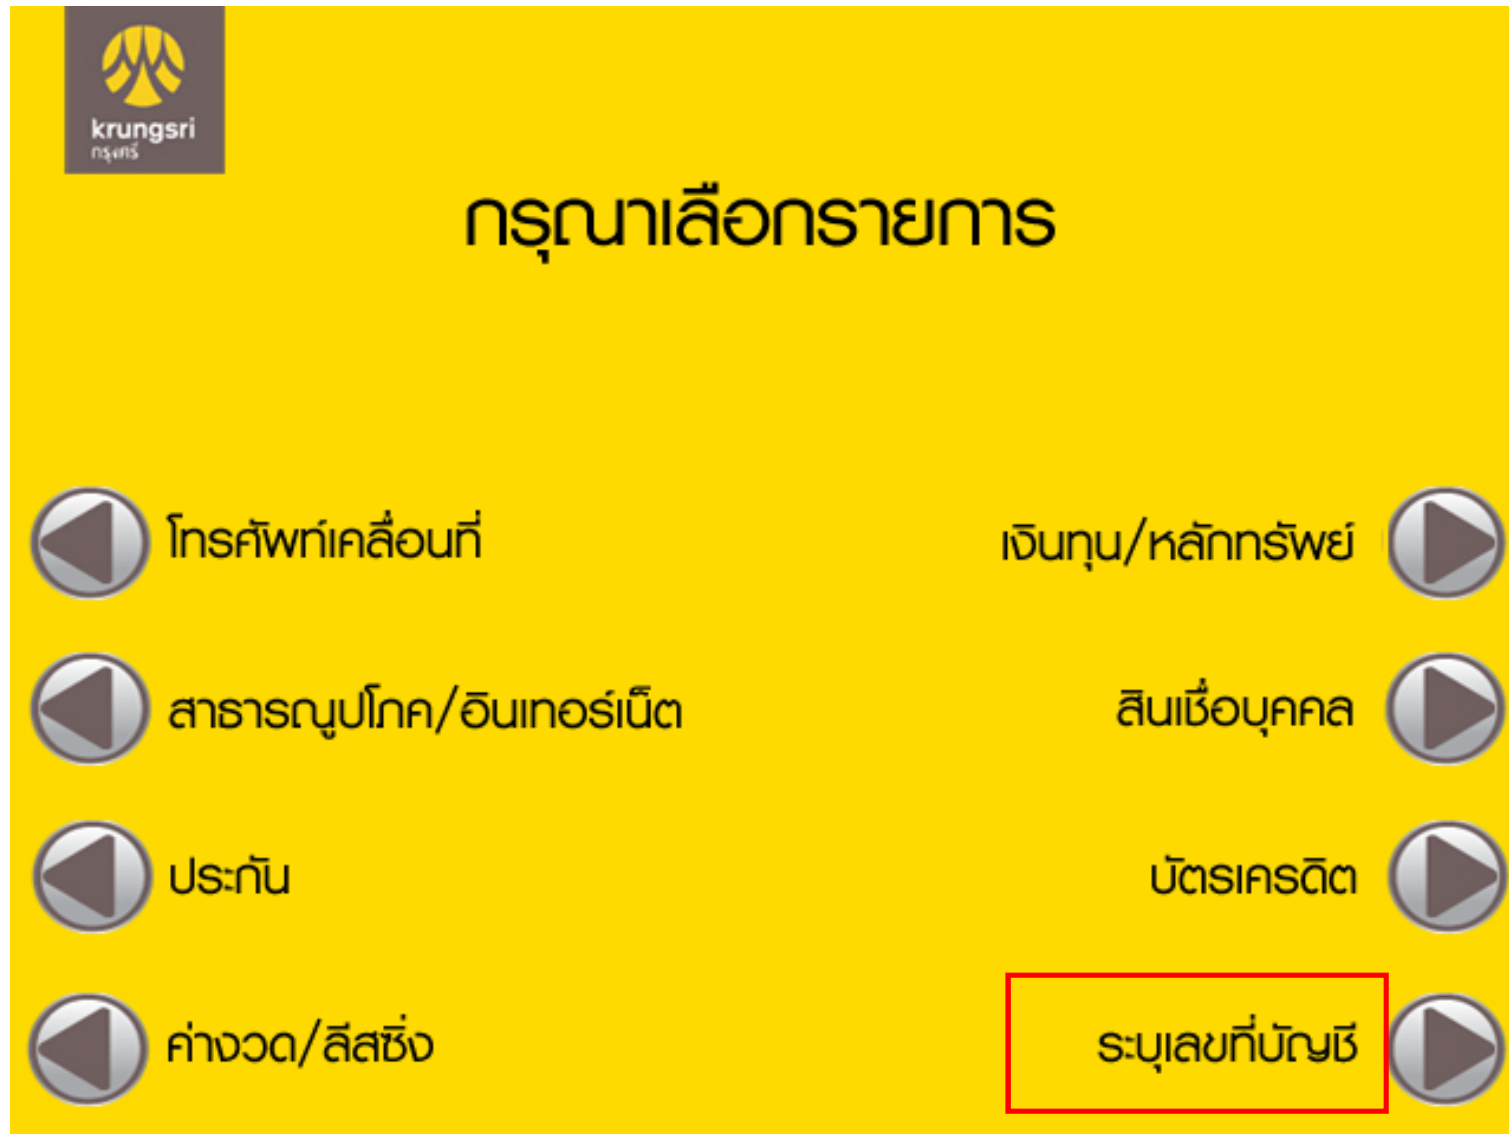 krungsri
กรุงศรี
กรุณาเลือกรายการ
โทรศัพท์เคลื่อนที่
เงินทุน/หลักทรัพย์
สาธารณูปโภค/อินเทอร์เน็ต
สินเชื่อบุคคล
ประกัน
บัตรเครดิต
ค่างวด/ลีสซิ่ง
ระบุเลขที่บัญชี